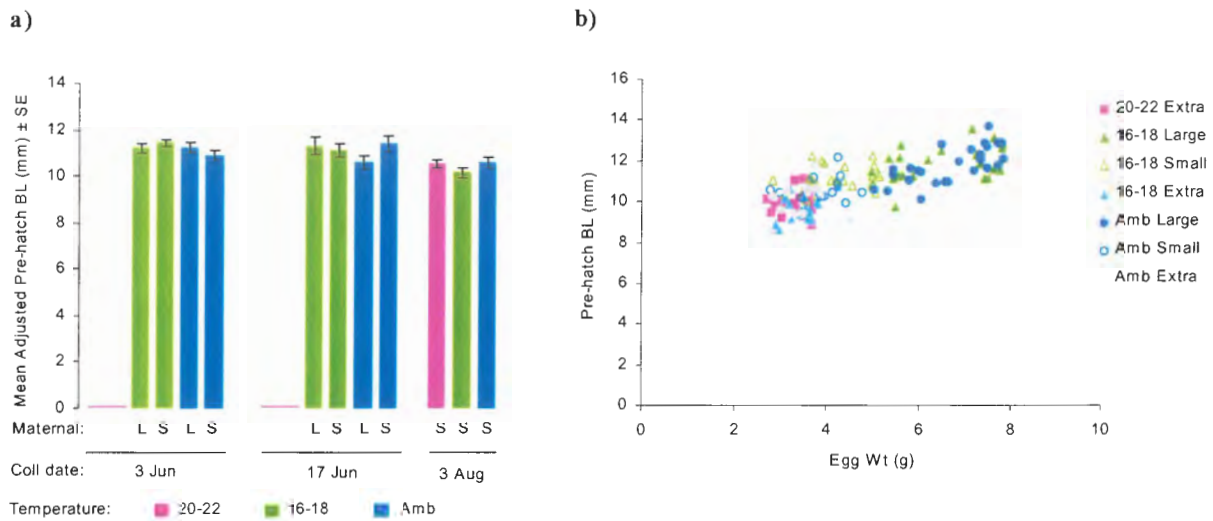 a)
Mean Adjusted Pre-hatch BL (mm) ± SE
14
12
10
8
6
4
2
0
Maternal: L S L S L S L S S S S
Coll date: 3 Jun 17 Jun 3 Aug
Temperature: 20-22 16-18 Amb
b)
Pre-hatch BL (mm)
16
14
12
10
8
6
4
2
0
0 2 4 6 8 10
Egg Wt (g)
20-22 Extra
16-18 Large
16-18 Small
16-18 Extra
Amb Large
Amb Small
Amb Extra